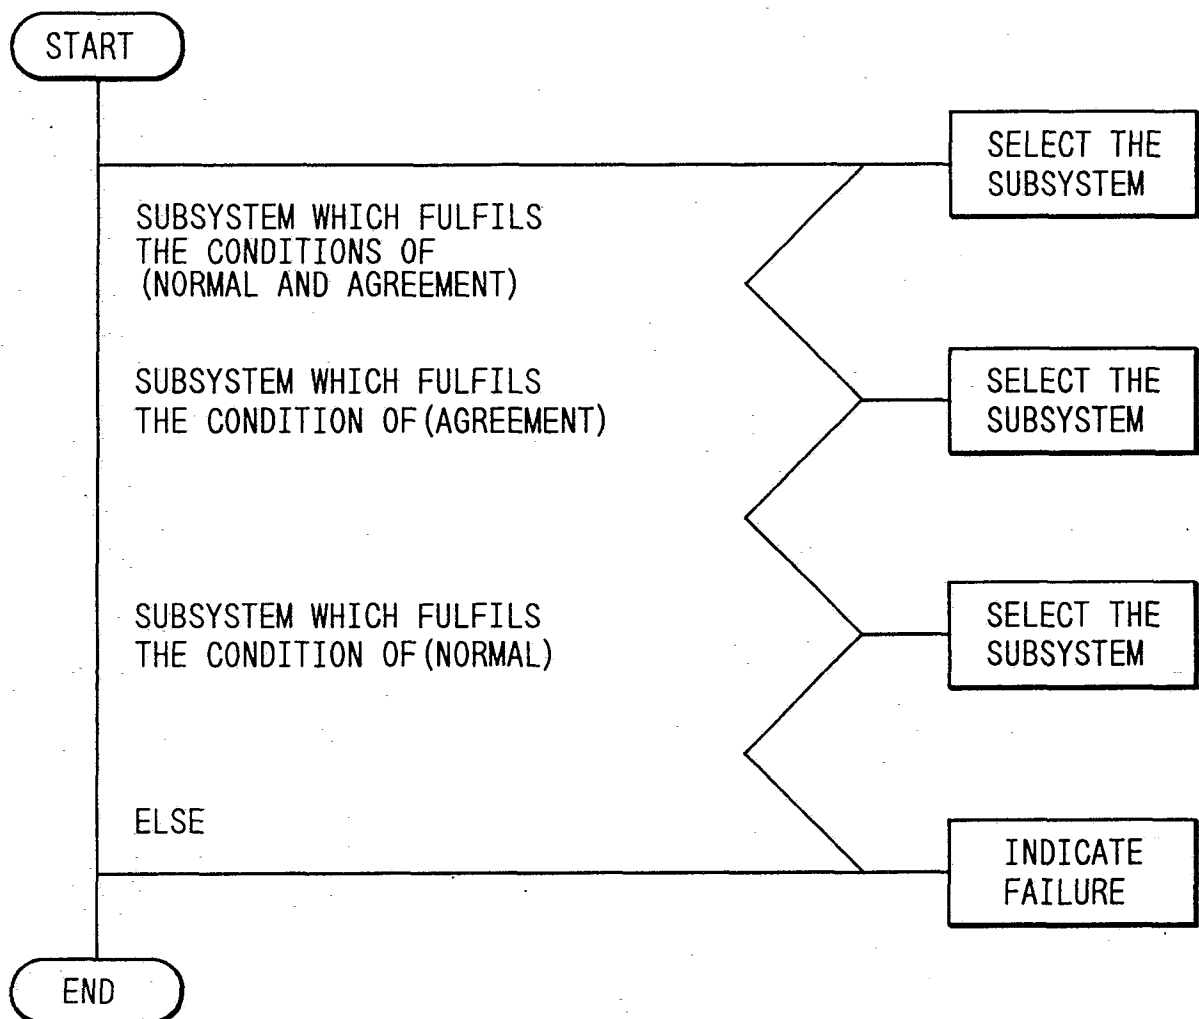 START
SELECT THE
SUBSYSTEM
SUBSYSTEM WHICH FULFILS
THE CONDITIONS OF
(NORMAL AND AGREEMENT)
SUBSYSTEM WHICH FULFILS
THE CONDITION OF (AGREEMENT)
SELECT THE
SUBSYSTEM
SUBSYSTEM WHICH FULFILS
THE CONDITION OF (NORMAL)
SELECT THE
SUBSYSTEM
ELSE
INDICATE
FAILURE
END